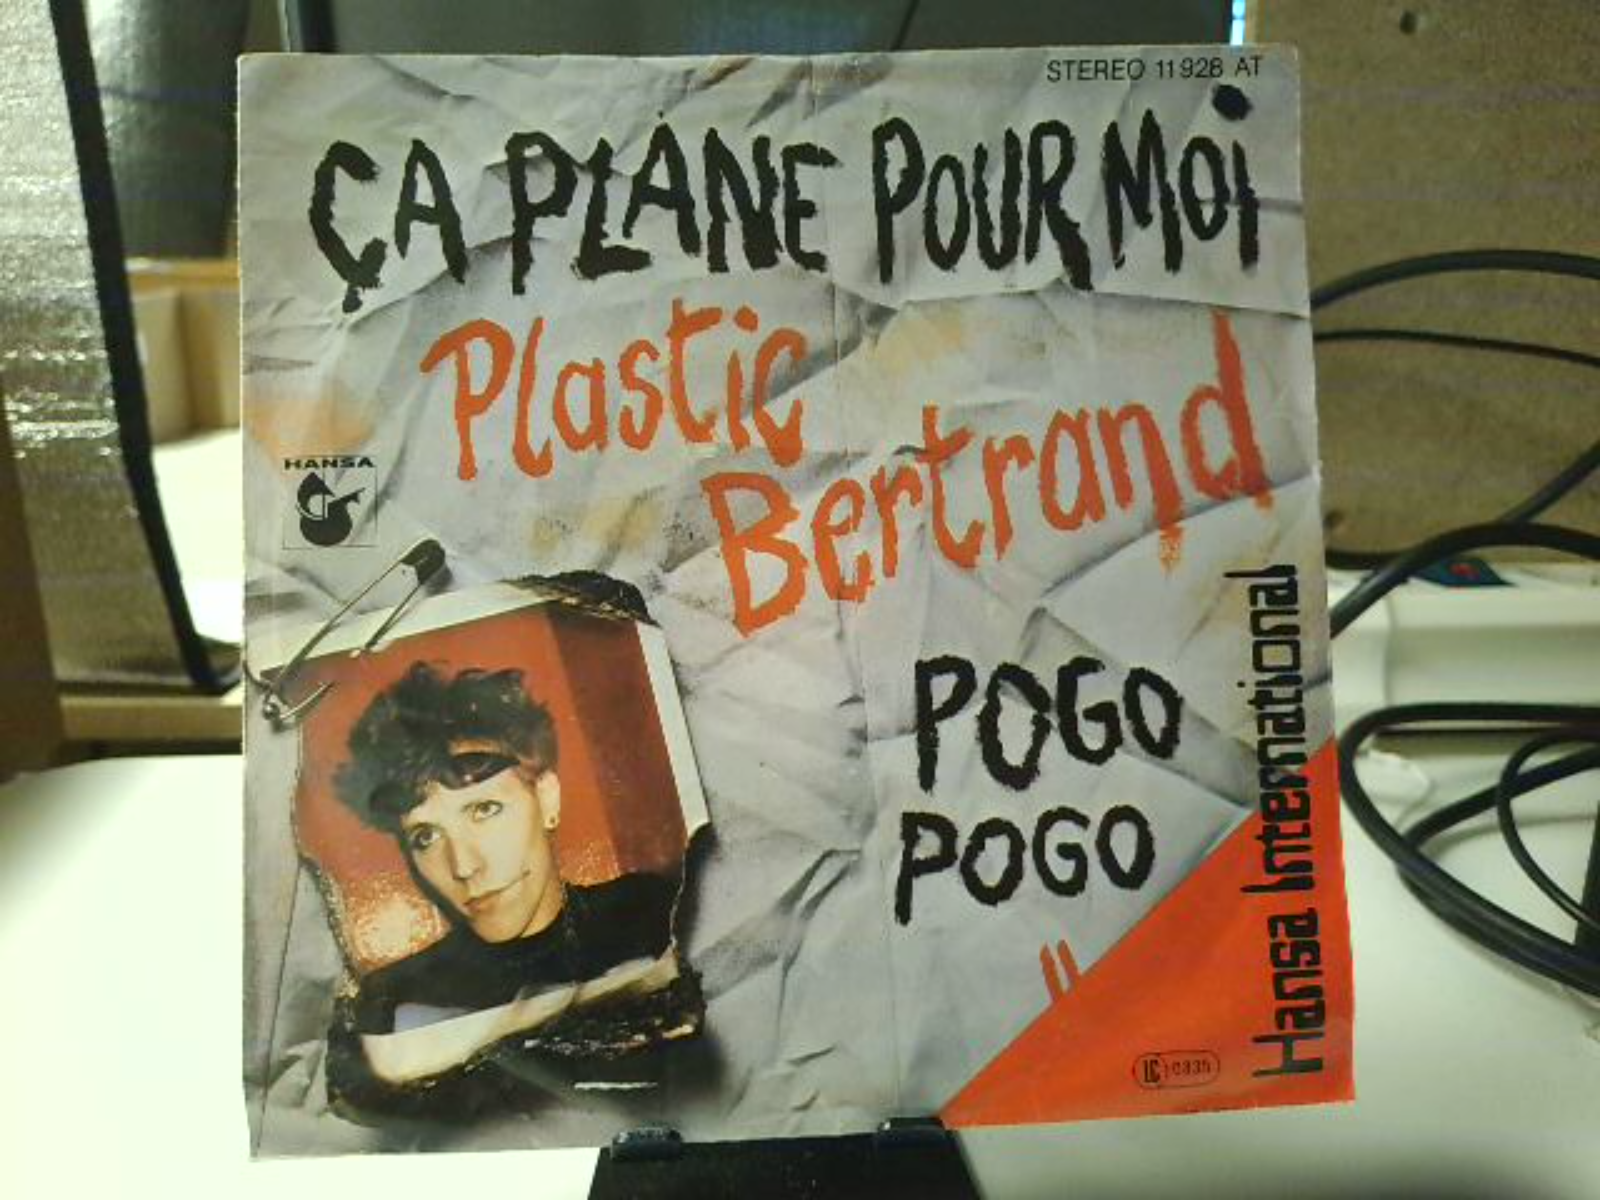 STEREO 11 928 AT
ÇA PLANE POUR MOI
Plastic
Bertrand
HANSA
POGO
POGO
Hansa International
LC 0835